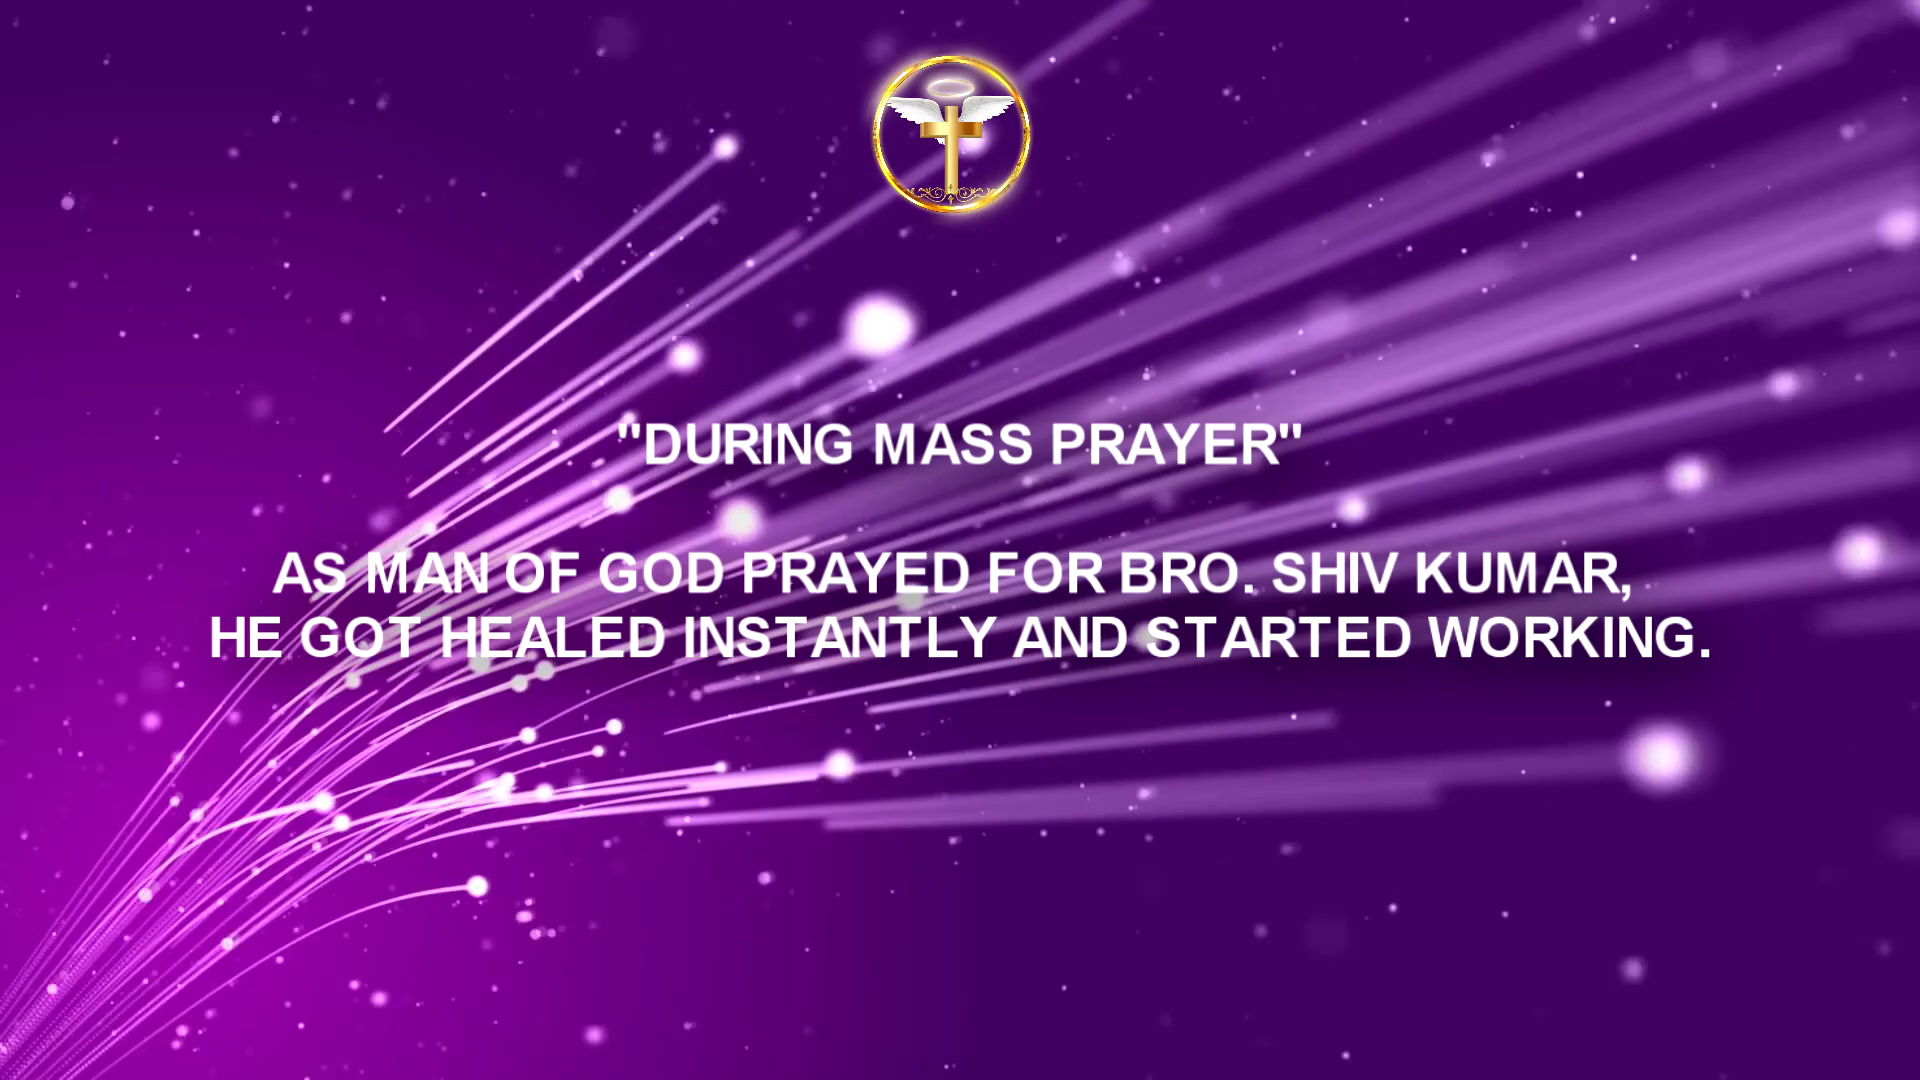 "DURING MASS PRAYER"
AS MAN OF GOD PRAYED FOR BRO. SHIV KUMAR,
HE GOT HEALED INSTANTLY AND STARTED WORKING.